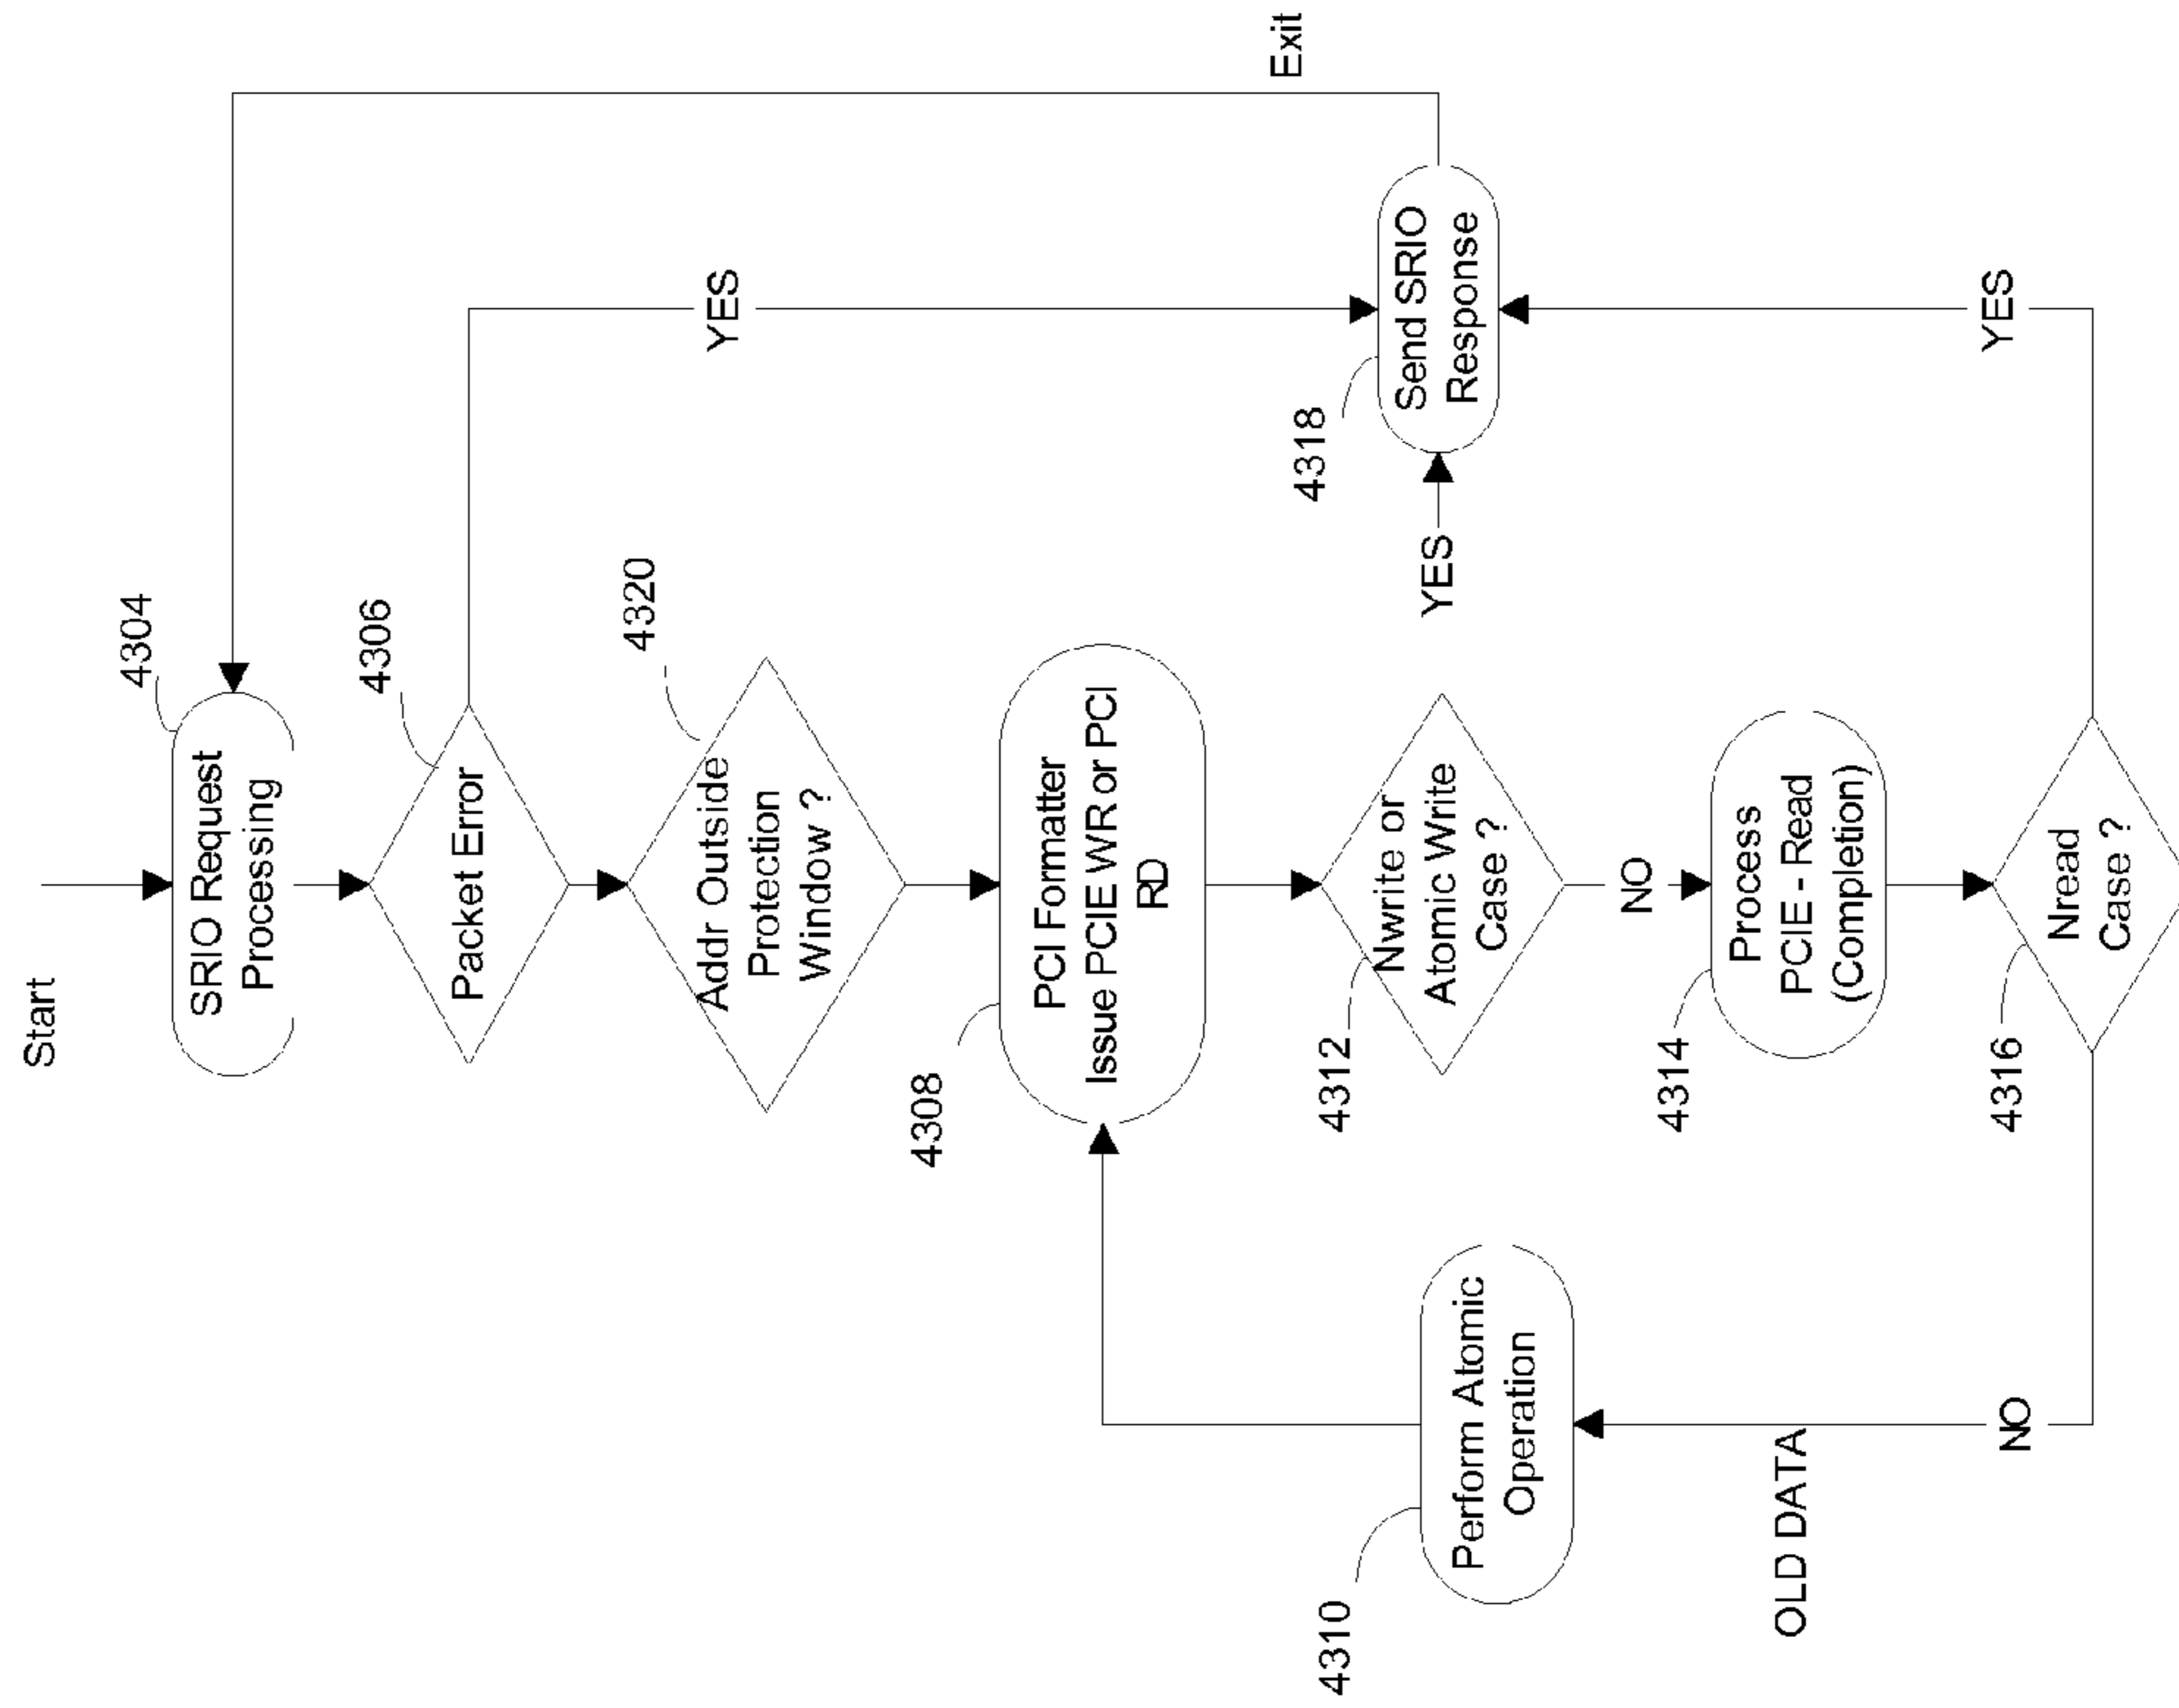 Start
4304
SRIO Request
Processing
Exit
4306
Packet Error
YES
4320
Addr Outside
Protection
Window ?
4308
PCI Formatter
Issue PCIE WR or PCI
RD
4312
Nwrite or
Atomic Write
Case ?
YES
4318
Send SRIO
Response
4310
Perform Atomic
Operation
NO
4314
Process
PCIE - Read
(Completion)
OLD DATA
4316
Nread
Case ?
NO
YES